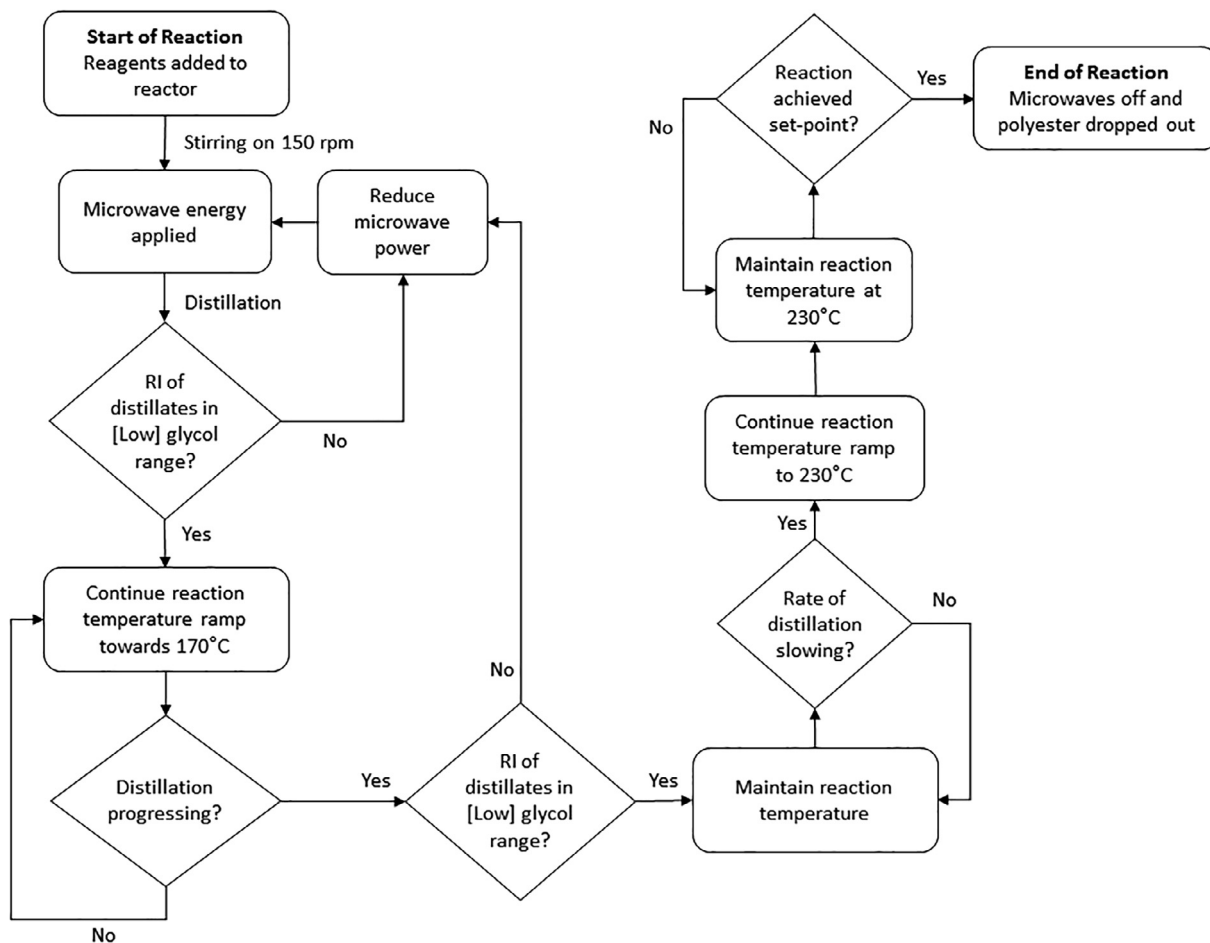 Start of Reaction
Reagents added to
reactor
Stirring on 150 rpm
Microwave energy
applied
Reduce
microwave
power
Distillation
RI of
distillates in
[Low] glycol
range?
No
Yes
Continue reaction
temperature ramp
towards 170°C
Distillation
progressing?
No
Yes
RI of
distillates in
[Low] glycol
range?
No
Yes
Maintain reaction
temperature
Rate of
distillation
slowing?
No
Yes
Continue reaction
temperature ramp
to 230°C
Maintain reaction
temperature at
230°C
Reaction
achieved
set-point?
No
Yes
End of Reaction
Microwaves off and
polyester dropped out